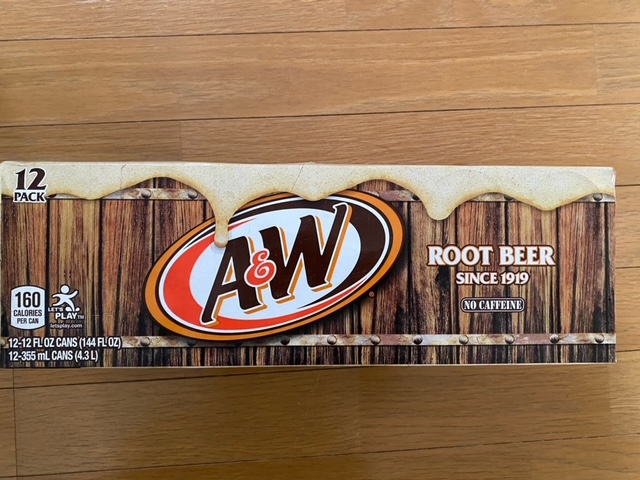 12
PACK
A&W
ROOT BEER
SINCE 1919
NO CAFFEINE
160
CALORIES
PER CAN
LET'S
PLAY™
letsplay.com
12-12 FL OZ CANS (144 FL OZ)
12-355 mL CANS (4.3 L)